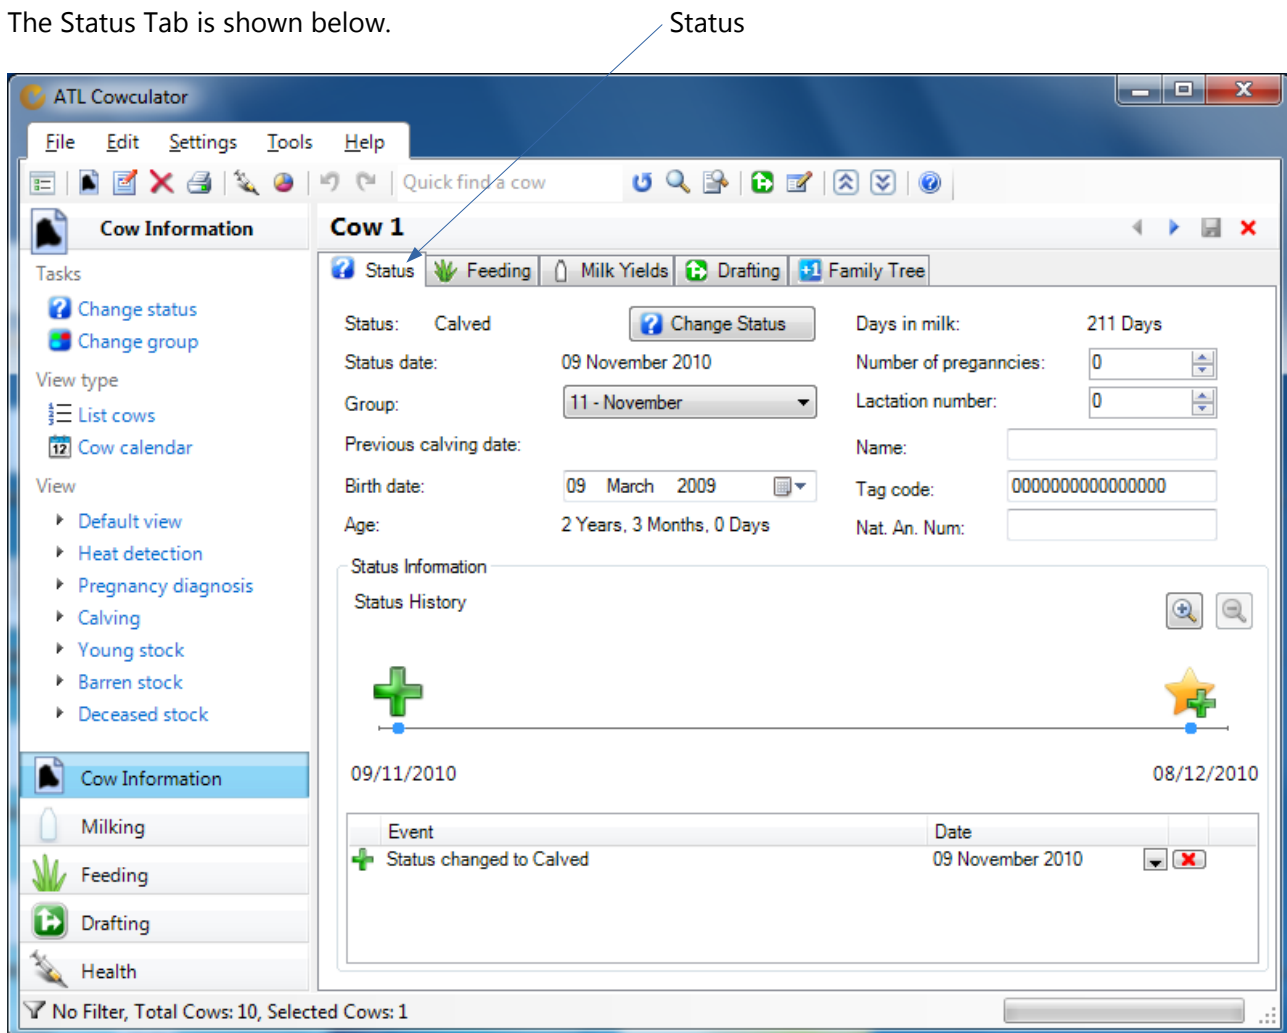 The Status Tab is shown below. Status
ATL Cowculator
File Edit Settings Tools Help
Quick find a cow
Cow Information
Cow 1
Tasks
Change status
Change group
View type
List cows
12 Cow calendar
View
Default view
Heat detection
Pregnancy diagnosis
Calving
Young stock
Barren stock
Deceased stock
Cow Information
Milking
Feeding
Drafting
Health
Status Feeding Milk Yields Drafting +1 Family Tree
Status: Calved Change Status Days in milk: 211 Days
Status date: 09 November 2010 Number of preganncies: 0
Group: 11 - November Lactation number: 0
Previous calving date: Name:
Birth date: 09 March 2009 Tag code: 0000000000000000
Age: 2 Years, 3 Months, 0 Days Nat. An. Num:
Status Information
Status History
09/11/2010 08/12/2010
Event Date
Status changed to Calved 09 November 2010
No Filter, Total Cows: 10, Selected Cows: 1